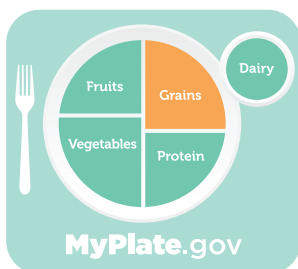 Dairy
Fruits
Grains
Vegetables
Protein
MyPlate.gov